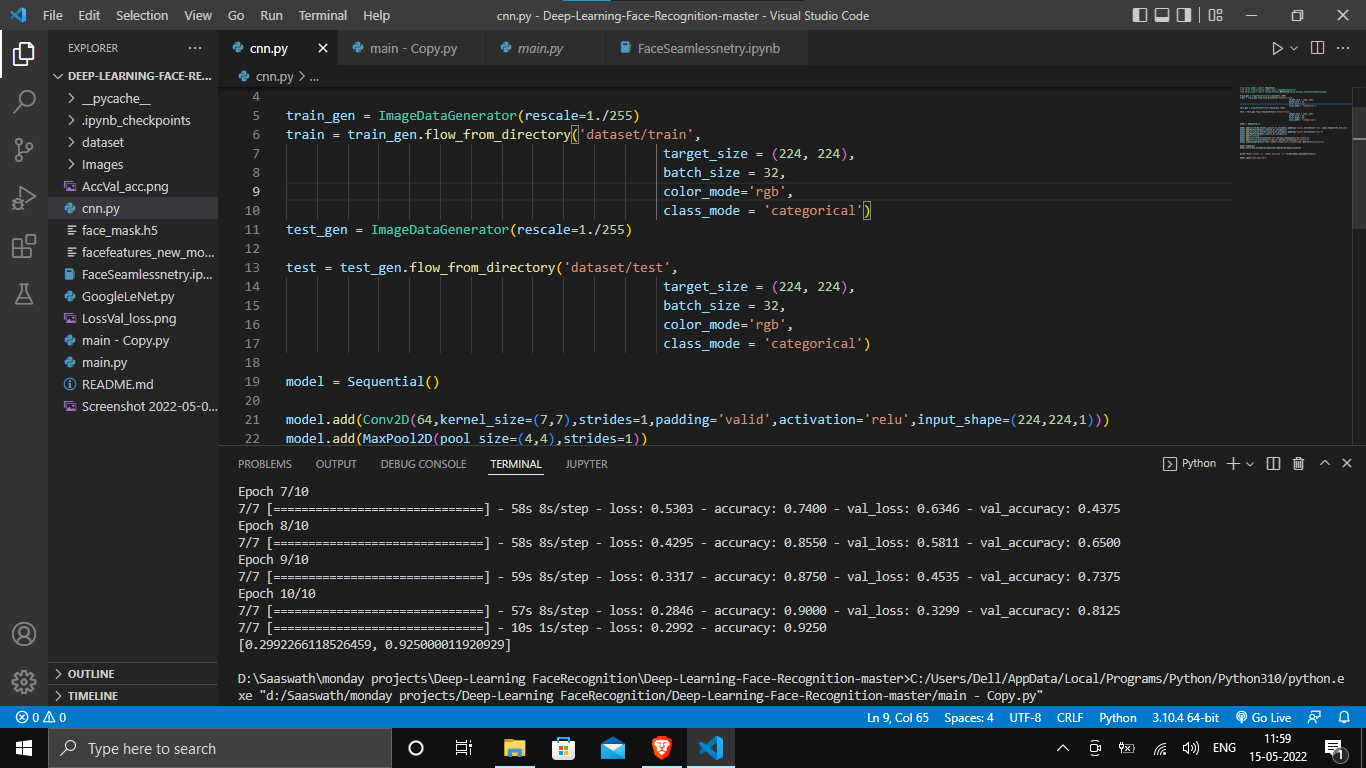 File Edit Selection View Go Run Terminal Help cnn.py - Deep-Learning-Face-Recognition-master - Visual Studio Code
EXPLORER ···
cnn.py main - Copy.py main.py FaceSeamlessnetry.ipynb
DEEP-LEARNING-FACE-RE...
__pycache__
.ipynb_checkpoints
dataset
Images
AccVal_acc.png
cnn.py
face_mask.h5
facefeatures_new_mo...
FaceSeamlessnetry.ip...
GoogleLeNet.py
LossVal_loss.png
main - Copy.py
main.py
README.md
Screenshot 2022-05-0...
OUTLINE
TIMELINE
cnn.py > ...
4
5 train_gen = ImageDataGenerator(rescale=1./255)
6 train = train_gen.flow_from_directory('dataset/train',
7 target_size = (224, 224),
8 batch_size = 32,
9 color_mode='rgb',
10 class_mode = 'categorical')
11 test_gen = ImageDataGenerator(rescale=1./255)
12
13 test = test_gen.flow_from_directory('dataset/test',
14 target_size = (224, 224),
15 batch_size = 32,
16 color_mode='rgb',
17 class_mode = 'categorical')
18
19 model = Sequential()
20
21 model.add(Conv2D(64,kernel_size=(7,7),strides=1,padding='valid',activation='relu',input_shape=(224,224,1)))
22 model.add(MaxPool2D(pool_size=(4,4),strides=1))
PROBLEMS OUTPUT DEBUG CONSOLE TERMINAL JUPYTER Python
Epoch 7/10
7/7 [==============================] - 58s 8s/step - loss: 0.5303 - accuracy: 0.7400 - val_loss: 0.6346 - val_accuracy: 0.4375
Epoch 8/10
7/7 [==============================] - 58s 8s/step - loss: 0.4295 - accuracy: 0.8550 - val_loss: 0.5811 - val_accuracy: 0.6500
Epoch 9/10
7/7 [==============================] - 59s 8s/step - loss: 0.3317 - accuracy: 0.8750 - val_loss: 0.4535 - val_accuracy: 0.7375
Epoch 10/10
7/7 [==============================] - 57s 8s/step - loss: 0.2846 - accuracy: 0.9000 - val_loss: 0.3299 - val_accuracy: 0.8125
7/7 [==============================] - 10s 1s/step - loss: 0.2992 - accuracy: 0.9250
[0.2992266118526459, 0.925000011920929]
D:\Saaswath\monday projects\Deep-Learning FaceRecognition\Deep-Learning-Face-Recognition-master>C:/Users/Dell/AppData/Local/Programs/Python/Python310/python.e
xe "d:/Saaswath/monday projects/Deep-Learning FaceRecognition/Deep-Learning-Face-Recognition-master/main - Copy.py"
0 0 Ln 9, Col 65 Spaces: 4 UTF-8 CRLF Python 3.10.4 64-bit Go Live
Type here to search
ENG
11:59
15-05-2022
1